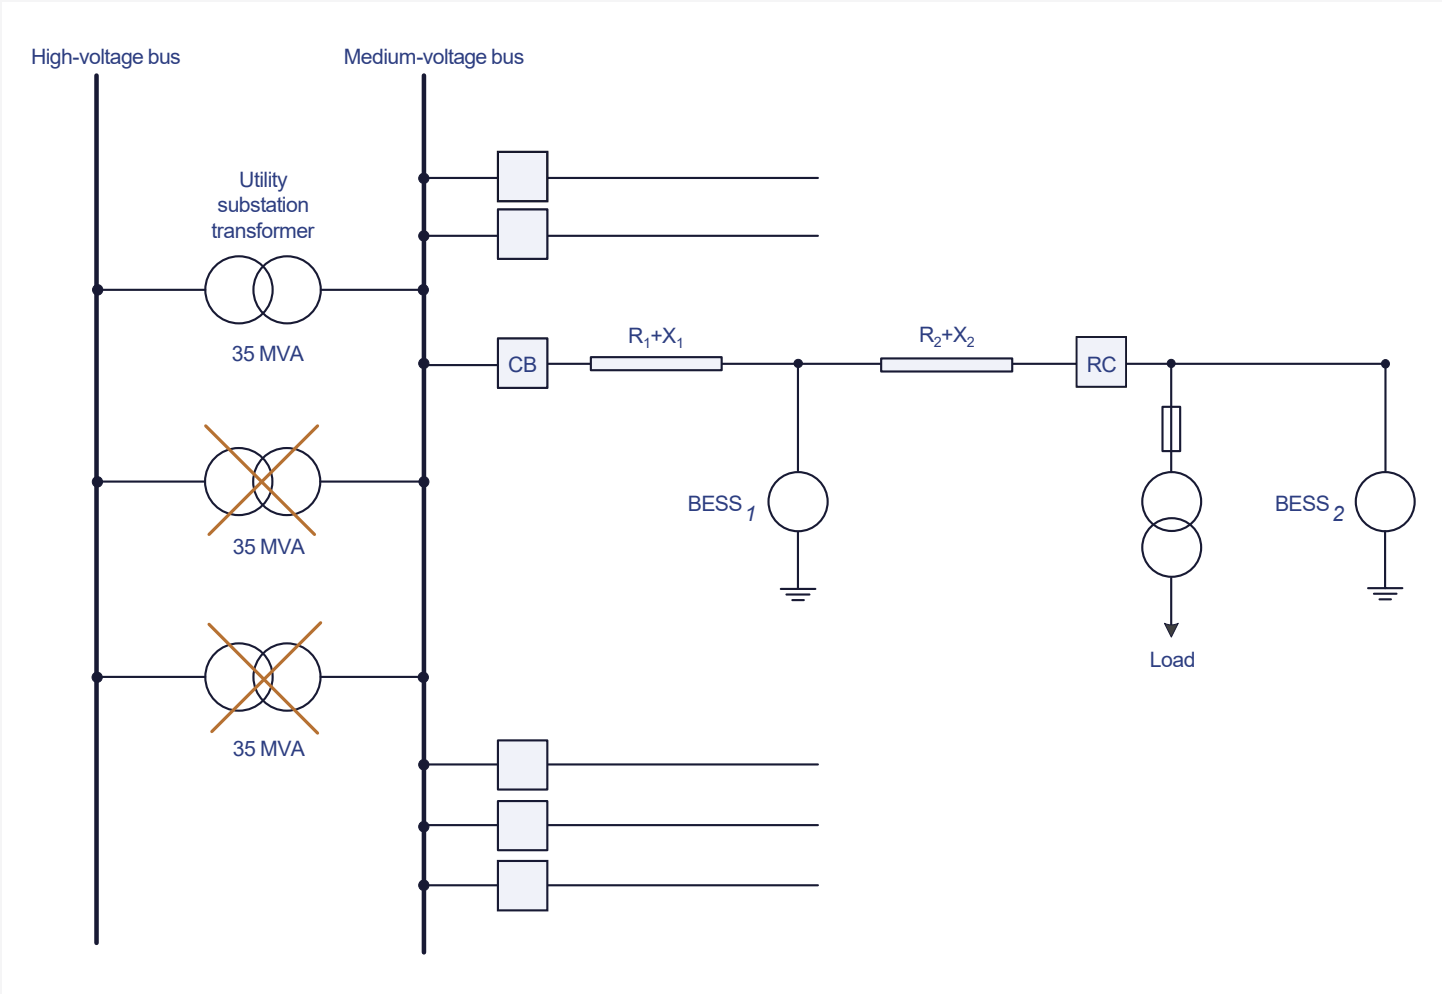 High-voltage bus
Medium-voltage bus
Utility
substation
transformer
35 MVA
CB
R1+X1
R2+X2
RC
35 MVA
BESS 1
BESS 2
Load
35 MVA